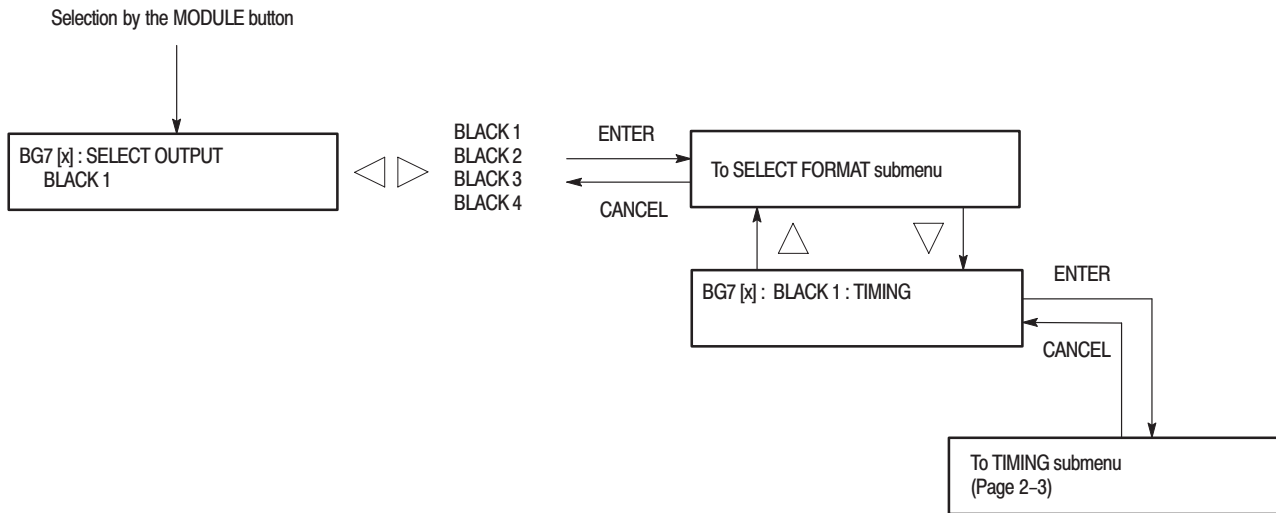 Selection by the MODULE button
BG7 [x] : SELECT OUTPUT
BLACK 1
BLACK 1
BLACK 2
BLACK 3
BLACK 4
ENTER
CANCEL
To SELECT FORMAT submenu
BG7 [x] : BLACK 1 : TIMING
ENTER
CANCEL
To TIMING submenu
(Page 2–3)